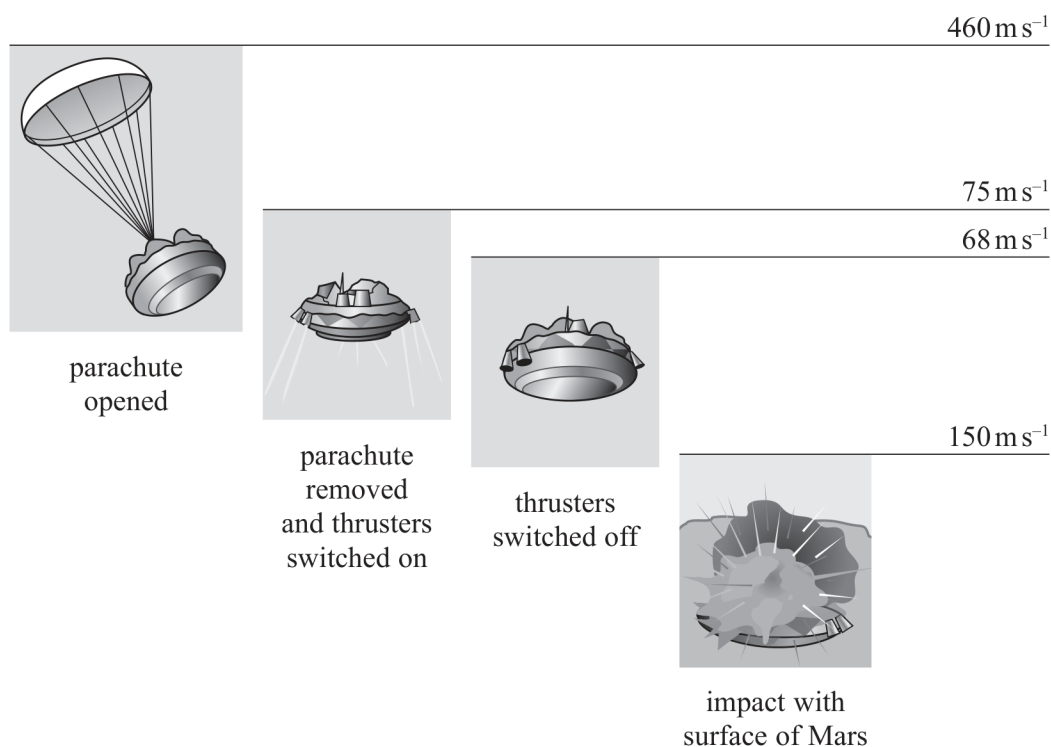 460 m s⁻¹
parachute
opened
75 m s⁻¹
parachute
removed
and thrusters
switched on
68 m s⁻¹
thrusters
switched off
150 m s⁻¹
impact with
surface of Mars